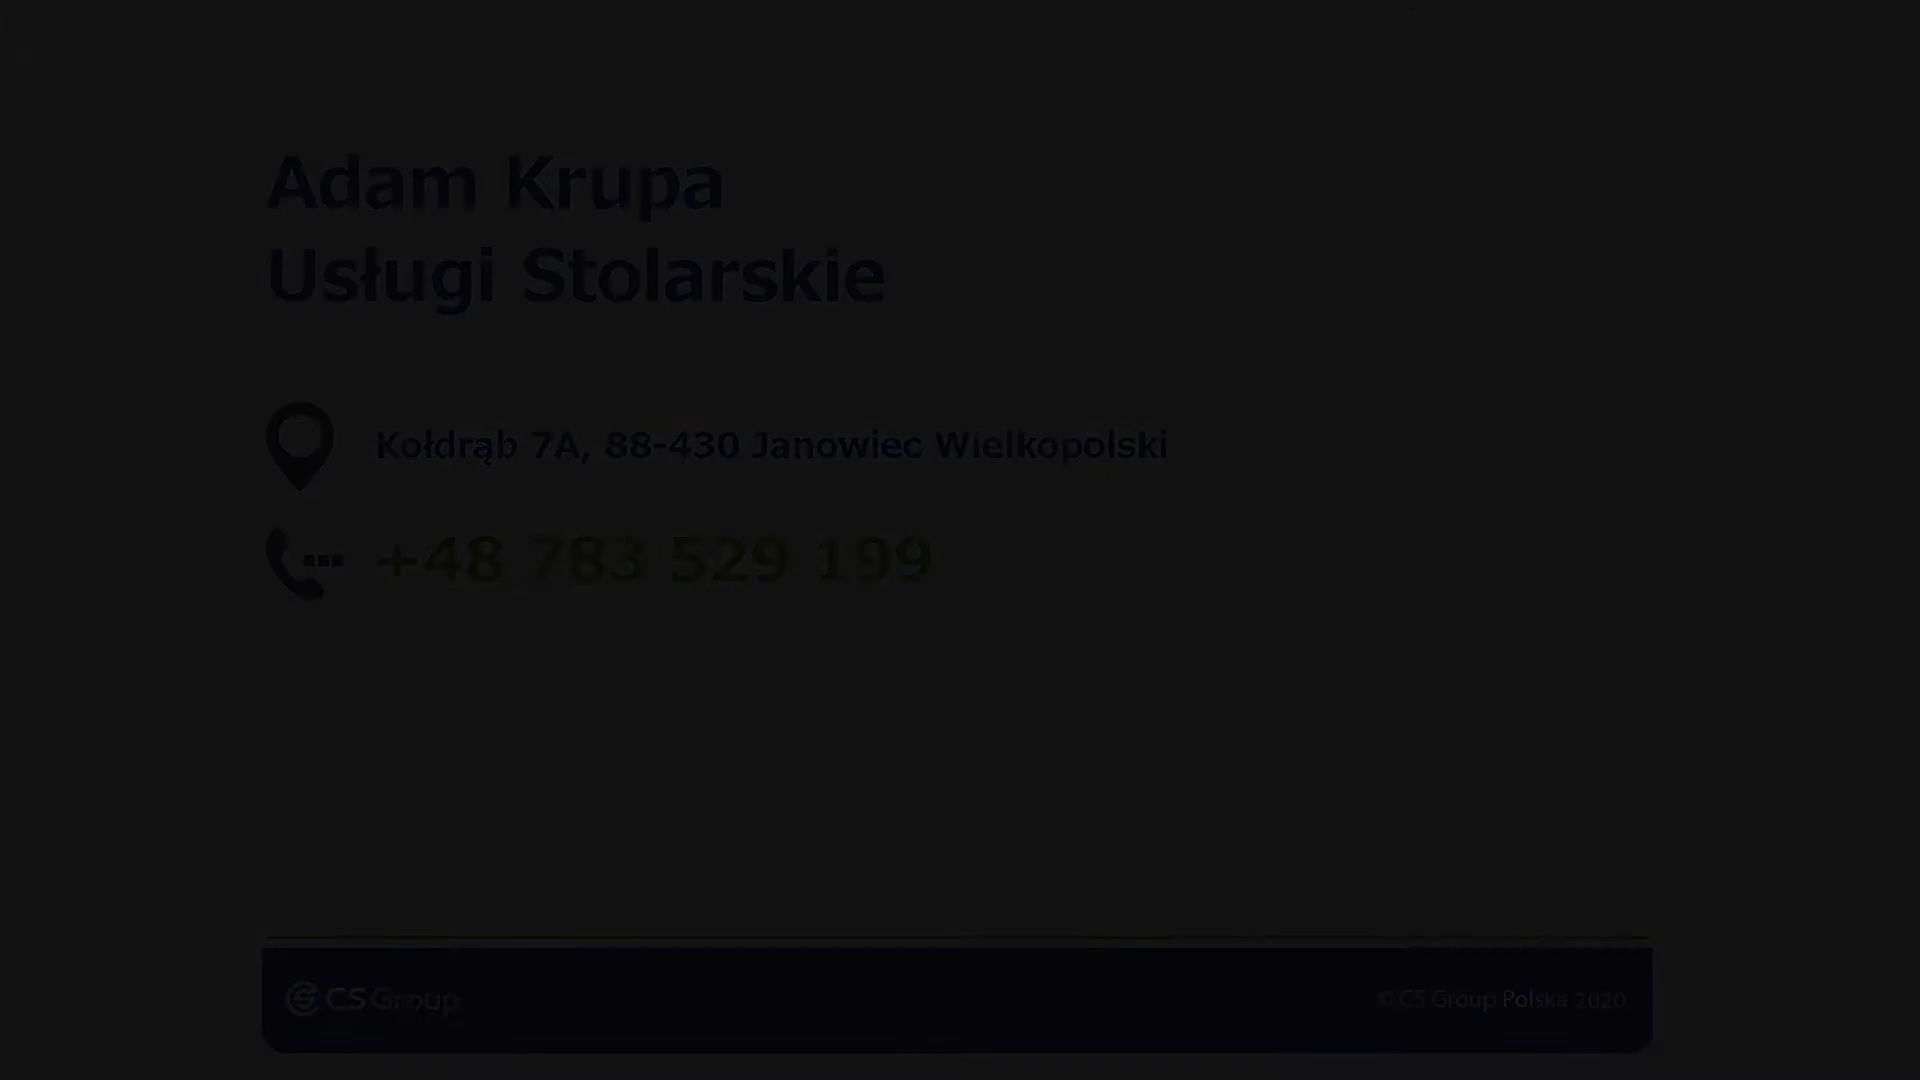 Adam Krupa
Usługi Stolarskie
Kołdrąb 7A, 88-430 Janowiec Wielkopolski
+48 783 529 199
CS Group
© CS Group Polska 2020